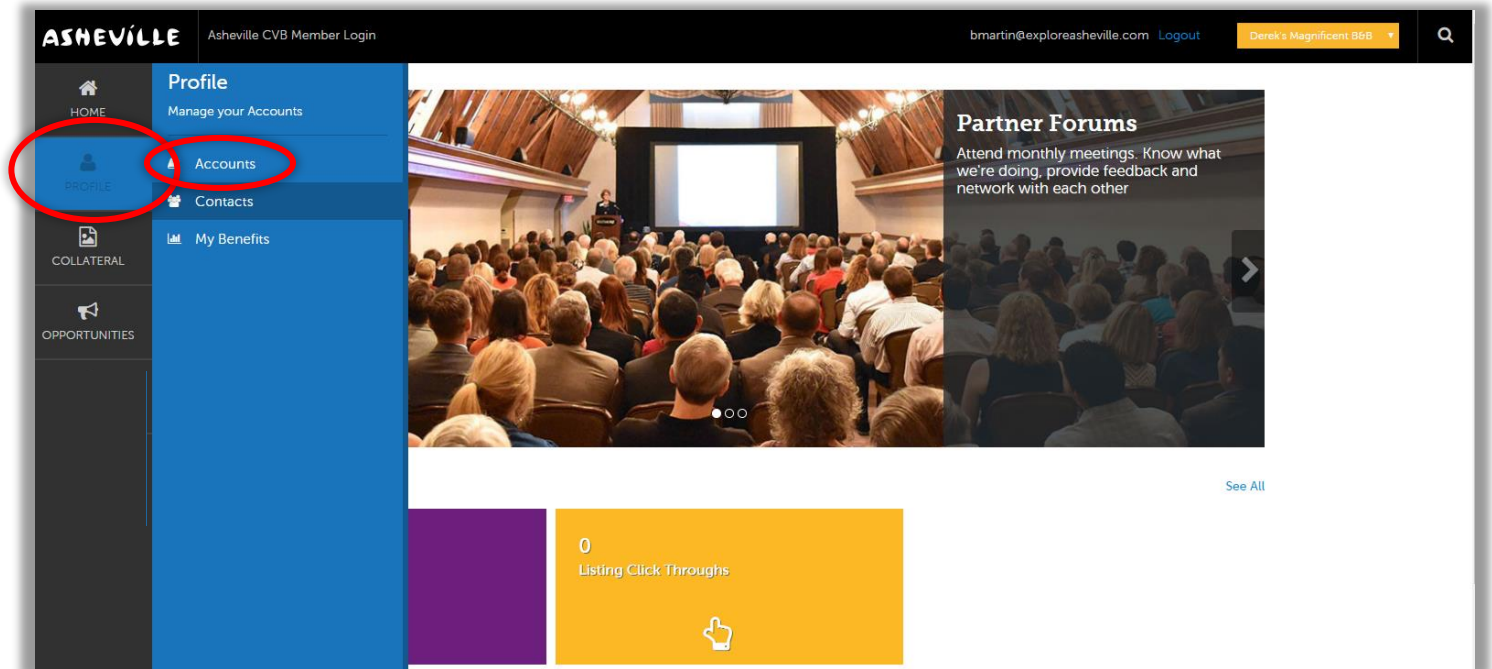 ASHEVILLE Asheville CVB Member Login bmartin@exploreasheville.com Logout Derek's Magnificent B&B
HOME
PROFILE
COLLATERAL
OPPORTUNITIES
Profile
Manage your Accounts
Accounts
Contacts
My Benefits
Partner Forums
Attend monthly meetings. Know what
we're doing, provide feedback and
network with each other
See All
0
Listing Click Throughs